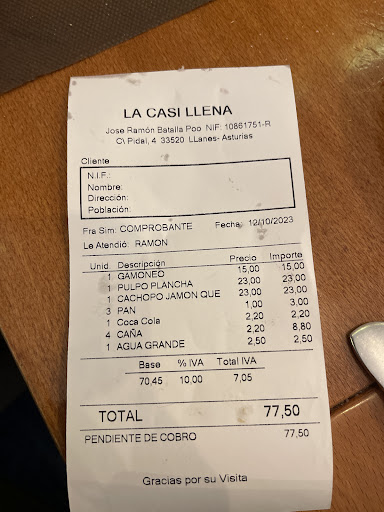 LA CASI LLENA
Jose Ramón Batalla Poo NIF: 10861751-R
C\ Pidal, 4 33520 LLanes- Asturias
Cliente
N.I.F.:
Nombre:
Dirección:
Población:
Fra Sim: COMPROBANTE Fecha: 12/10/2023
Le Atendió: RAMON
Unid Descripción Precio Importe
1 GAMONEO 15,00 15,00
1 PULPO PLANCHA 23,00 23,00
1 CACHOPO JAMON QUE 23,00 23,00
3 PAN 1,00 3,00
1 Coca Cola 2,20 2,20
4 CAÑA 2,20 8,80
1 AGUA GRANDE 2,50 2,50
Base % IVA Total IVA
70,45 10,00 7,05
TOTAL 77,50
PENDIENTE DE COBRO 77,50
Gracias por su Visita